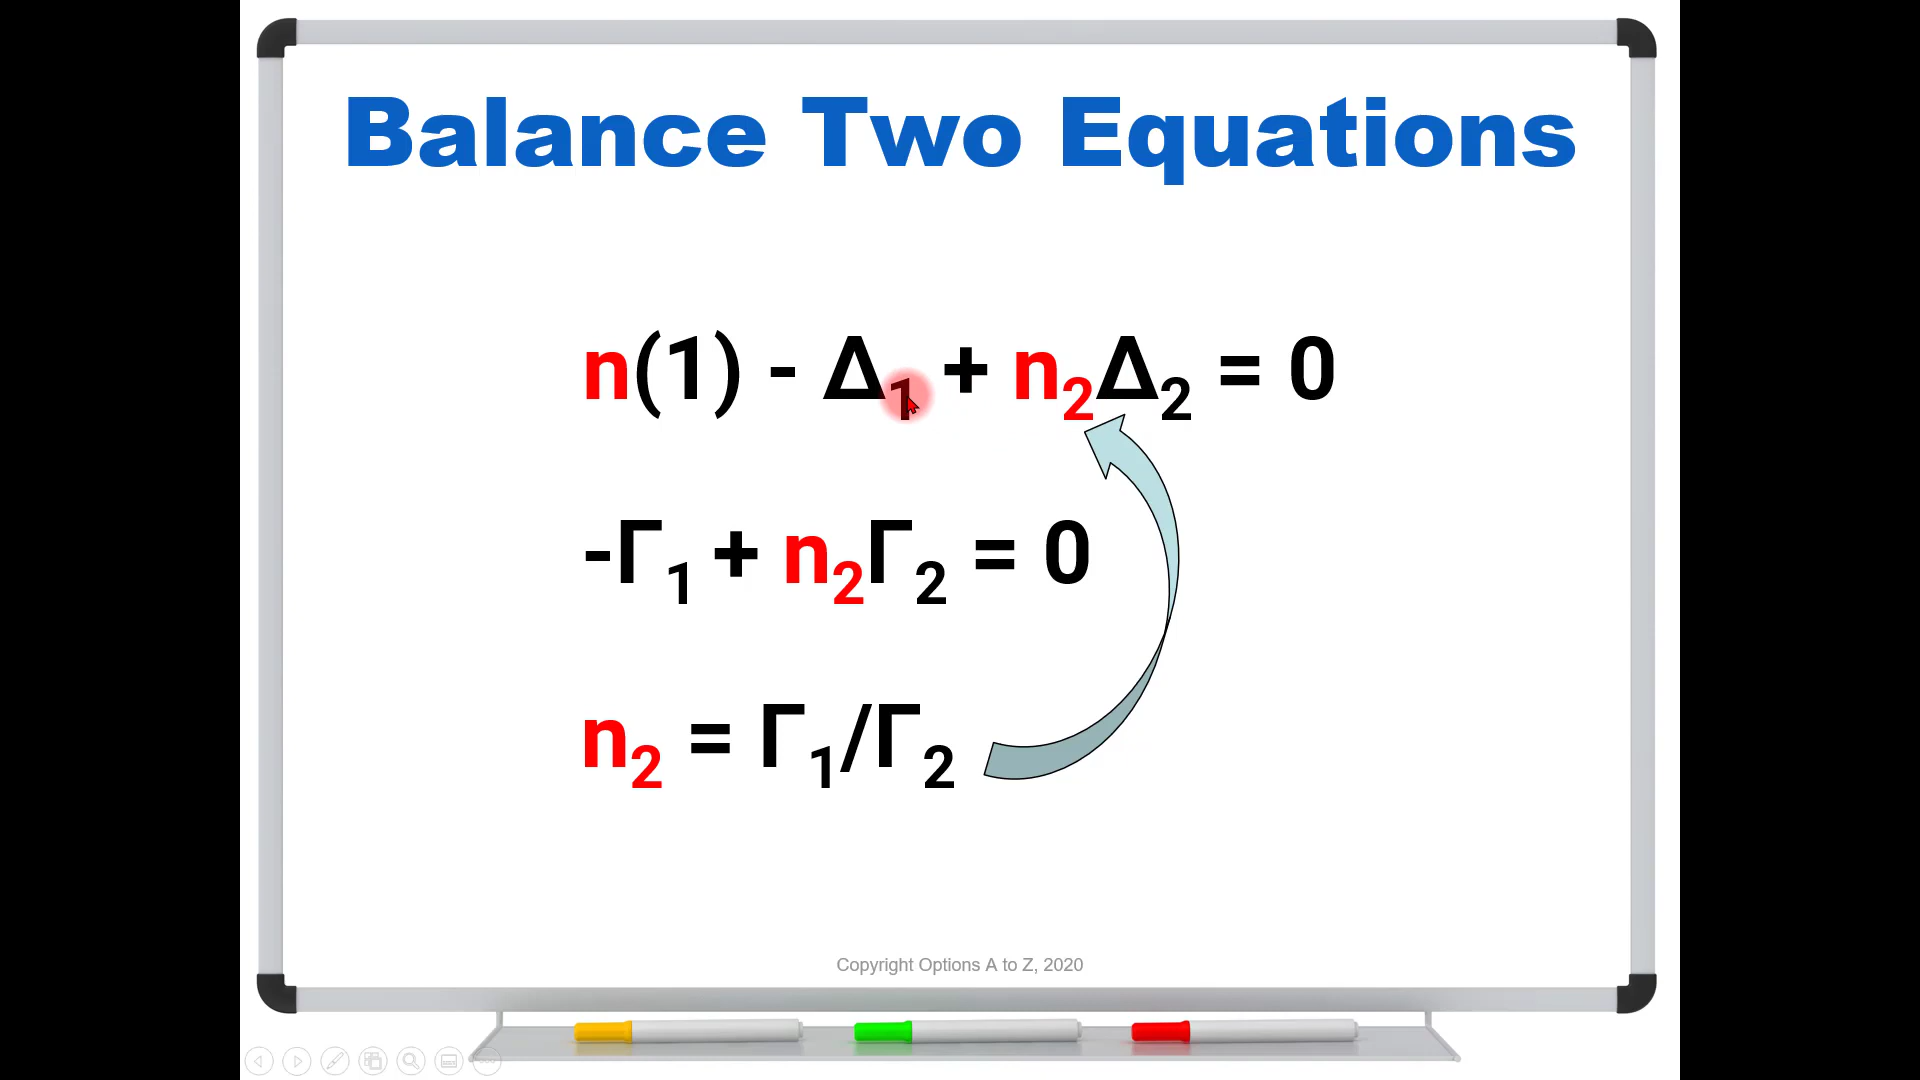 Balance Two Equations
n(1) - Δ₁ + n₂Δ₂ = 0
-Γ₁ + n₂Γ₂ = 0
n₂ = Γ₁/Γ₂
Copyright Options A to Z, 2020